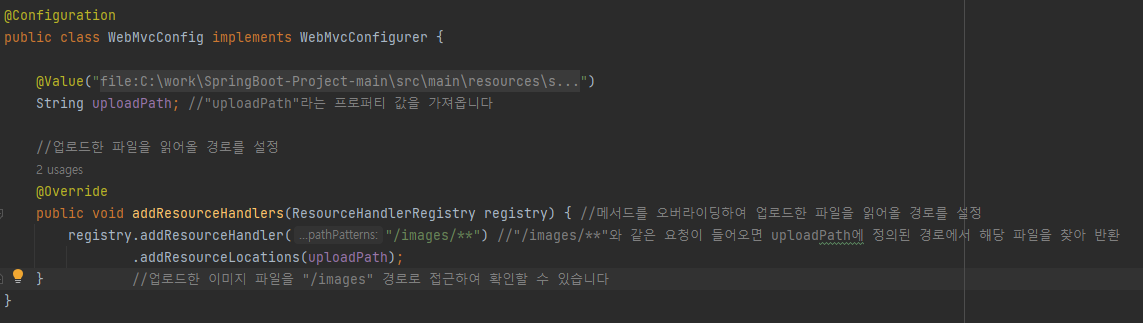 @Configuration
public class WebMvcConfig implements WebMvcConfigurer {
@Value("file:C:\work\SpringBoot-Project-main\src\main\resources\s...")
String uploadPath; //"uploadPath"라는 프로퍼티 값을 가져옵니다
//업로드한 파일을 읽어올 경로를 설정
2 usages
@Override
public void addResourceHandlers(ResourceHandlerRegistry registry) { //메서드를 오버라이딩하여 업로드한 파일을 읽어올 경로를 설정
registry.addResourceHandler( ...pathPatterns: "/images/**") //"/images/**"와 같은 요청이 들어오면 uploadPath에 정의된 경로에서 해당 파일을 찾아 반환
.addResourceLocations(uploadPath);
} //업로드한 이미지 파일을 "/images" 경로로 접근하여 확인할 수 있습니다
}